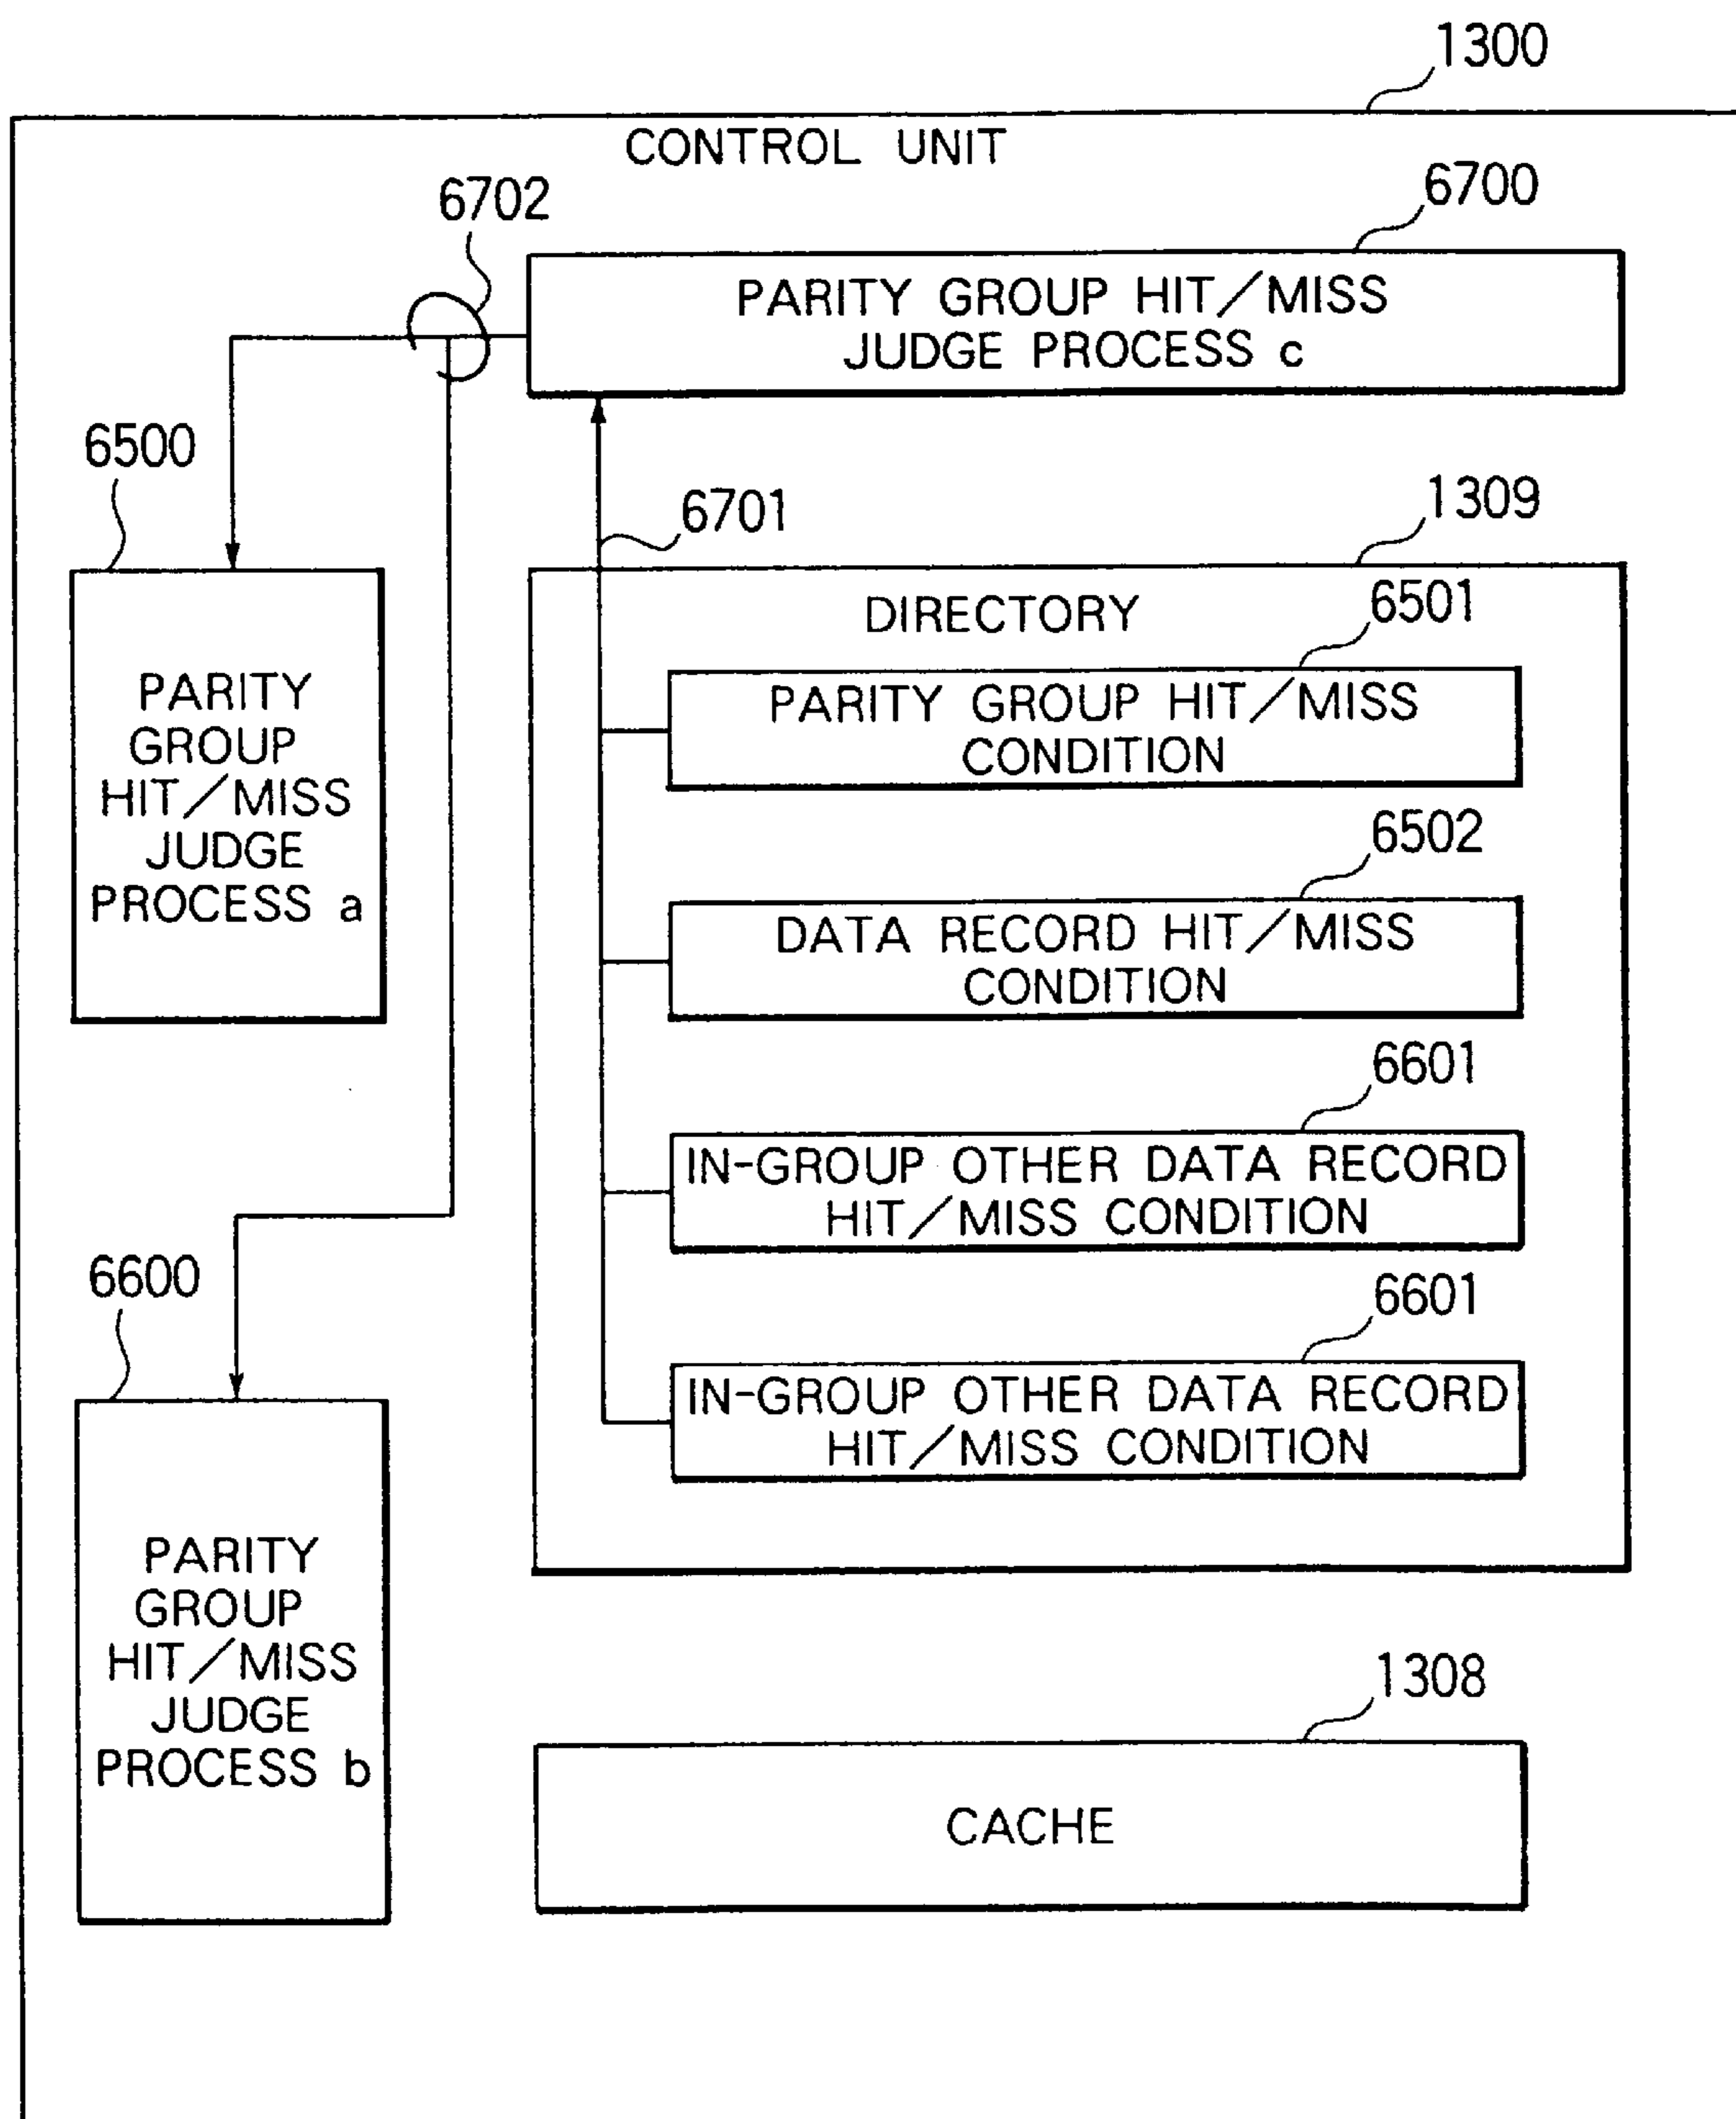 1300
CONTROL UNIT
6702
6700
PARITY GROUP HIT/MISS
JUDGE PROCESS c
6500
6701
1309
PARITY
GROUP
HIT/MISS
JUDGE
PROCESS a
DIRECTORY
6501
PARITY GROUP HIT/MISS
CONDITION
6502
DATA RECORD HIT/MISS
CONDITION
6601
IN-GROUP OTHER DATA RECORD
HIT/MISS CONDITION
6600
6601
IN-GROUP OTHER DATA RECORD
HIT/MISS CONDITION
PARITY
GROUP
HIT/MISS
JUDGE
PROCESS b
1308
CACHE